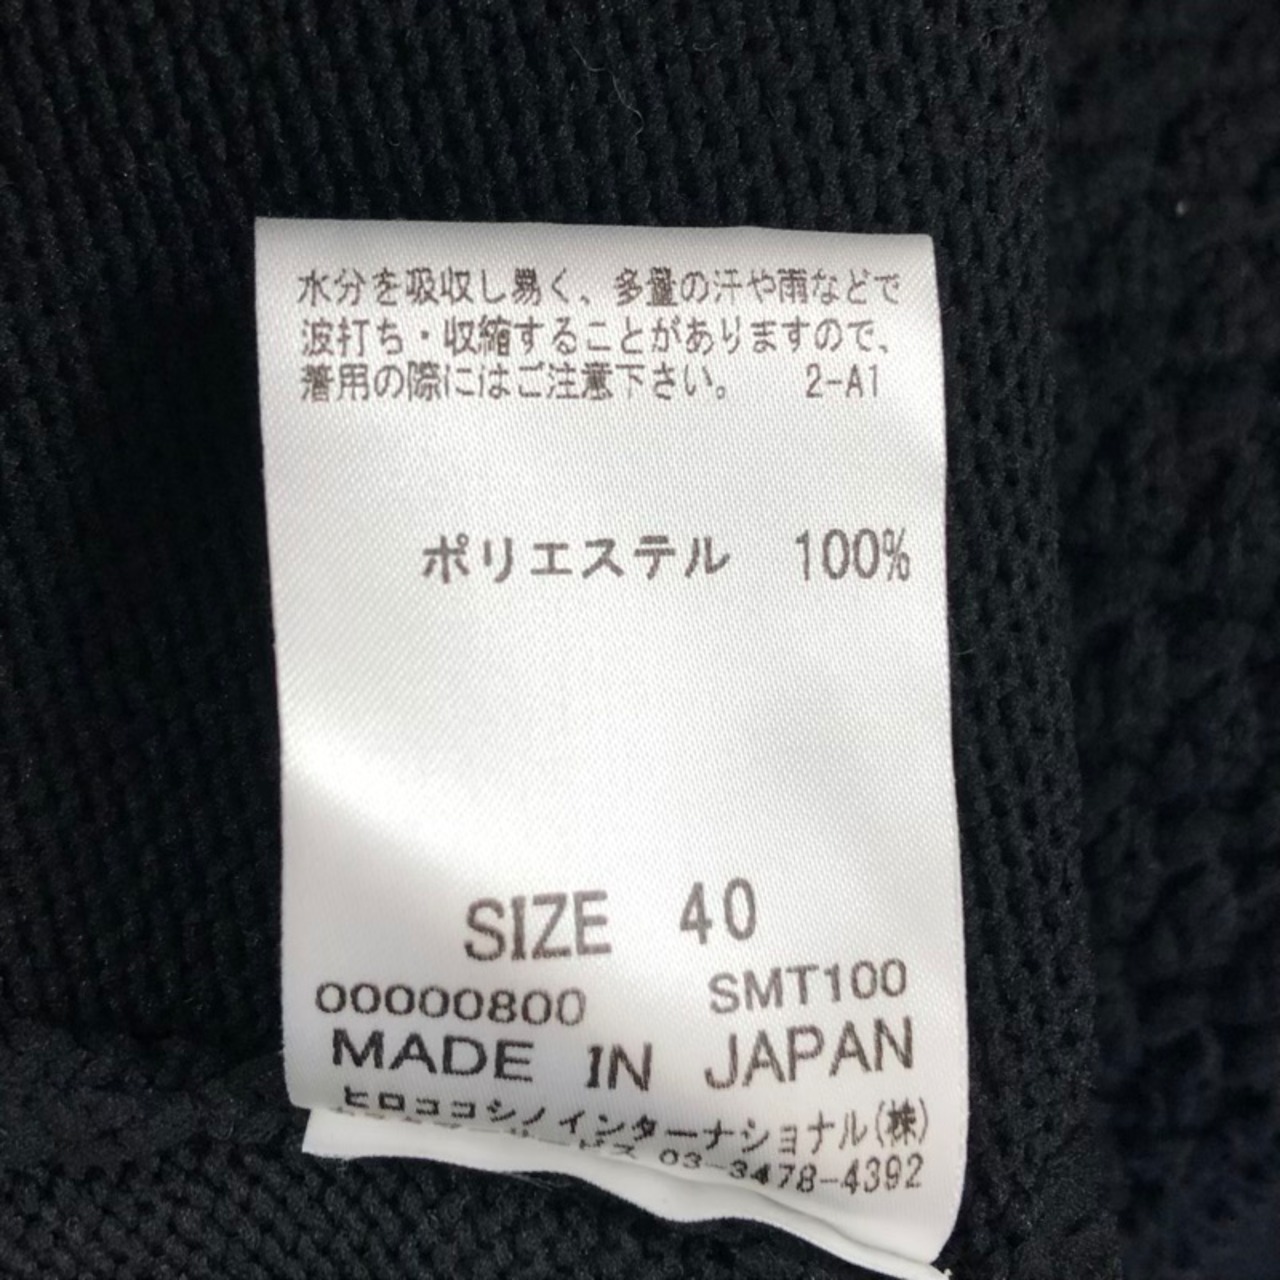 水分を吸収し易く、多量の汗や雨などで
波打ち・収縮することがありますので、
着用の際にはご注意下さい。 2-A1
ポリエステル 100%
SIZE 40
00000800 SMT100
MADE IN JAPAN
ヒロココシノインターナショナル(株)
03-3478-4392